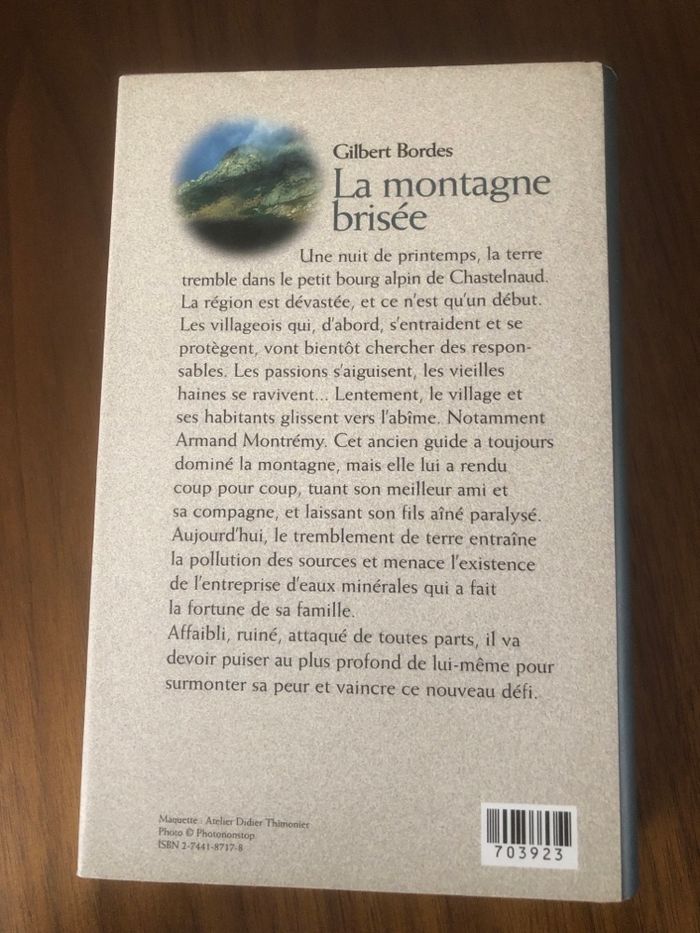 Gilbert Bordes
La montagne
brisée
Une nuit de printemps, la terre
tremble dans le petit bourg alpin de Chastelnaud.
La région est dévastée, et ce n'est qu'un début.
Les villageois qui, d'abord, s'entraident et se
protègent, vont bientôt chercher des respon-
sables. Les passions s'aiguisent, les vieilles
haines se ravivent... Lentement, le village et
ses habitants glissent vers l'abîme. Notamment
Armand Montrémy. Cet ancien guide a toujours
dominé la montagne, mais elle lui a rendu
coup pour coup, tuant son meilleur ami et
sa compagne, et laissant son fils aîné paralysé.
Aujourd'hui, le tremblement de terre entraîne
la pollution des sources et menace l'existence
de l'entreprise d'eaux minérales qui a fait
la fortune de sa famille.
Affaibli, ruiné, attaqué de toutes parts, il va
devoir puiser au plus profond de lui-même pour
surmonter sa peur et vaincre ce nouveau défi.
Maquette : Atelier Didier Thimonier
Photo © Photononstop
ISBN 2-7441-8717-8
703923